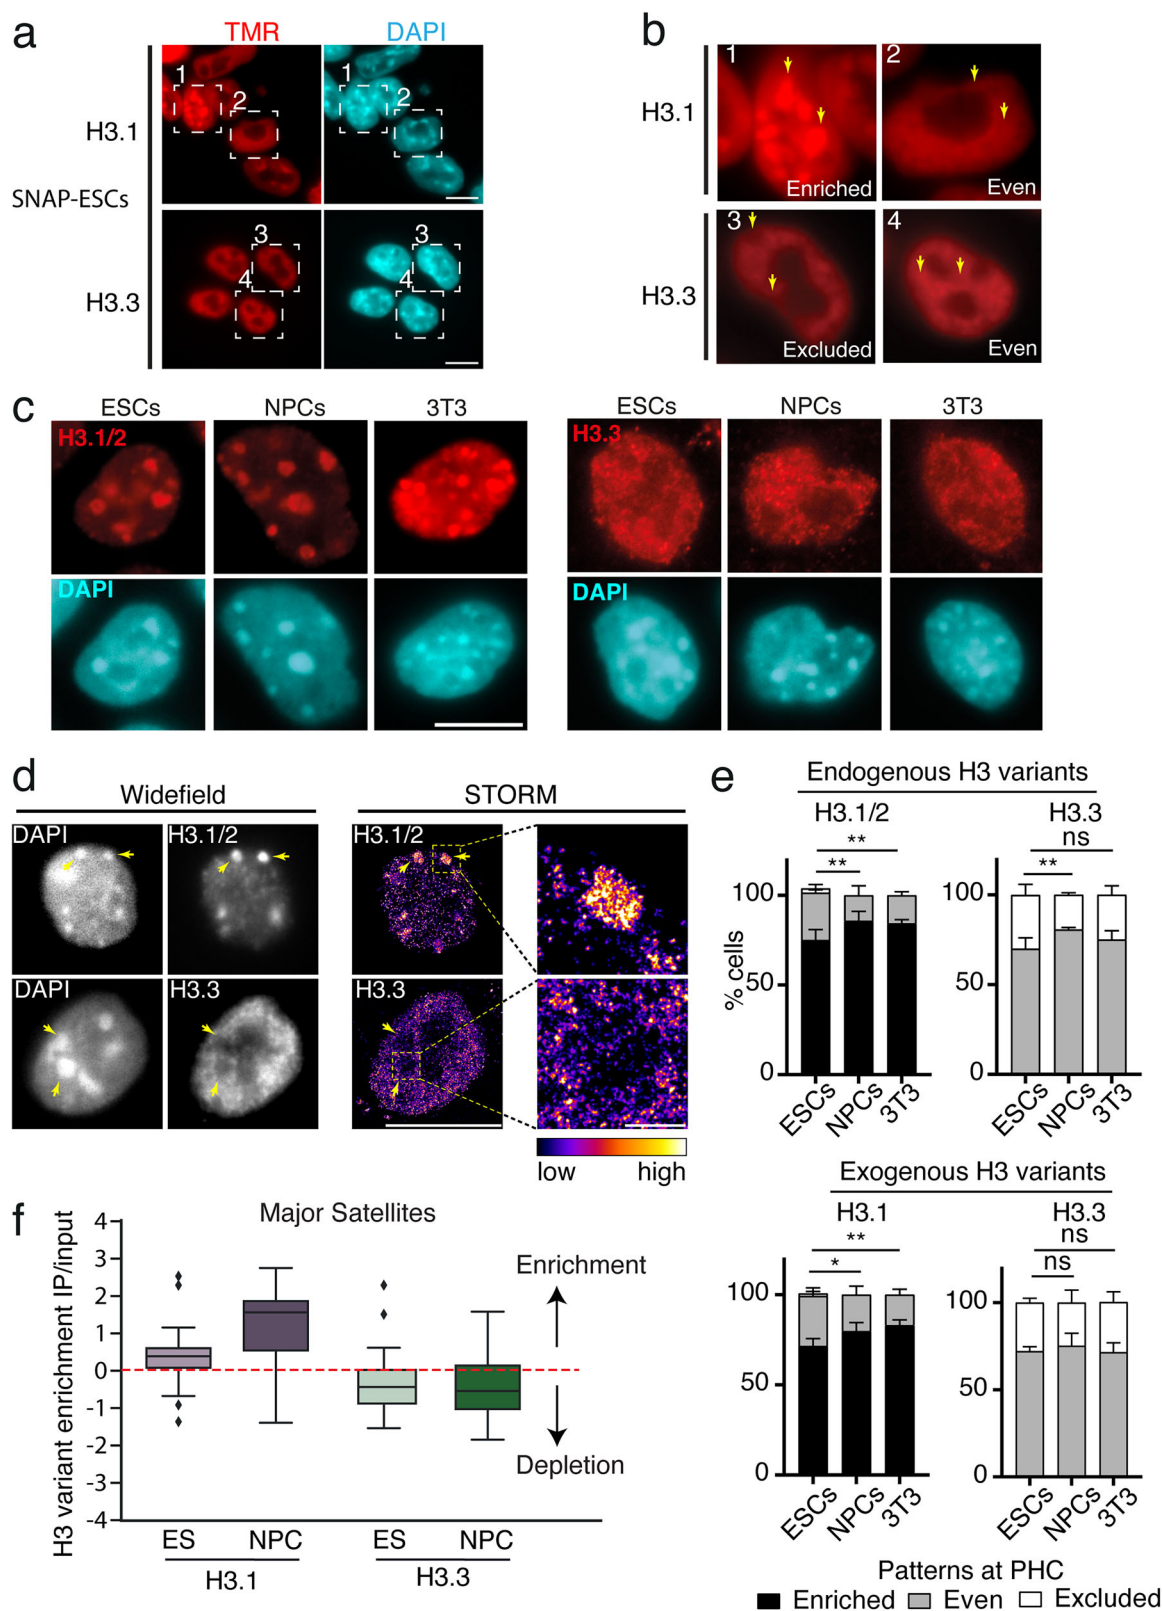 a
TMR
DAPI
SNAP-ESCs
H3.1
1
2
1
2
H3.3
3
4
3
4
b
H3.1
1
Enriched
2
Even
H3.3
3
Excluded
4
Even
c
ESCs
NPCs
3T3
ESCs
NPCs
3T3
H3.1/2
H3.3
DAPI
DAPI
d
Widefield
STORM
DAPI
H3.1/2
H3.1/2
DAPI
H3.3
H3.3
low
high
e
Endogenous H3 variants
H3.1/2
H3.3
**
**
ns
**
% cells
100
50
0
100
50
0
ESCs
NPCs
3T3
ESCs
NPCs
3T3
Exogenous H3 variants
H3.1
H3.3
**
*
ns
ns
100
50
0
100
50
0
ESCs
NPCs
3T3
ESCs
NPCs
3T3
Patterns at PHC
Enriched
Even
Excluded
f
Major Satellites
H3 variant enrichment IP/input
4
3
2
1
0
-1
-2
-3
-4
Enrichment
Depletion
ES
NPC
ES
NPC
H3.1
H3.3